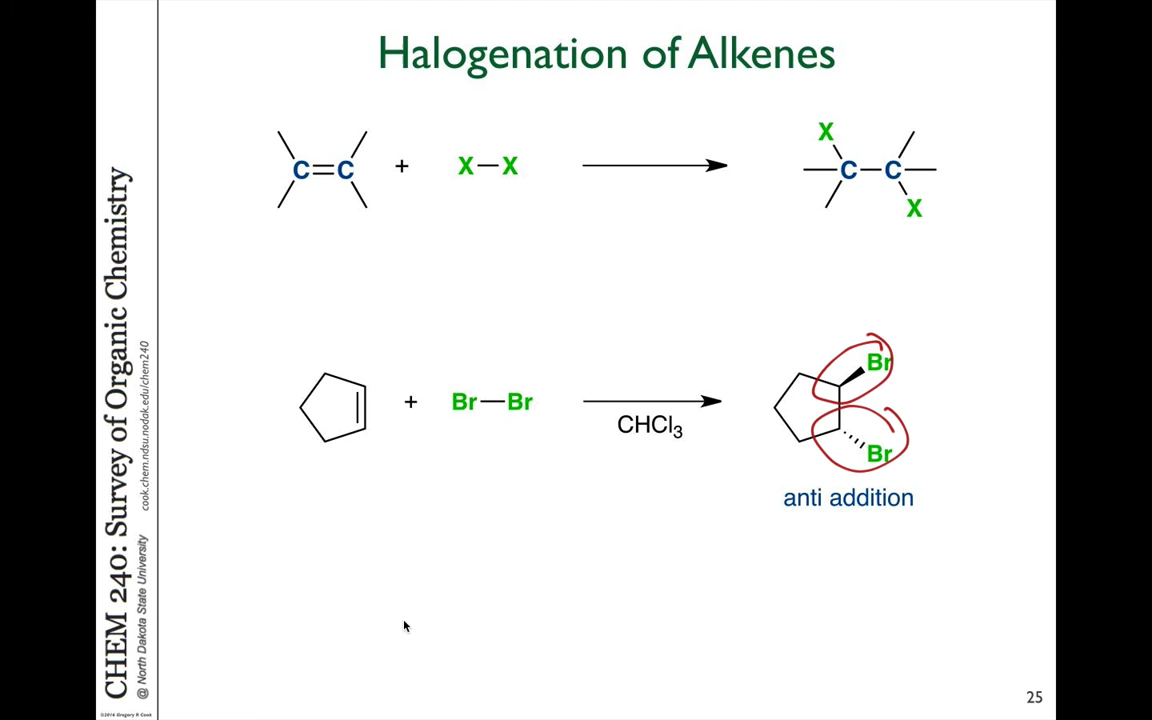 Halogenation of Alkenes
C=C + X—X X
C—C
X
Br
Br—Br
+
CHCl3
Br
anti addition
CHEM 240: Survey of Organic Chemistry
@ North Dakota State University cook.chem.ndsu.nodak.edu/chem240
©2016 Gregory R Cook
25